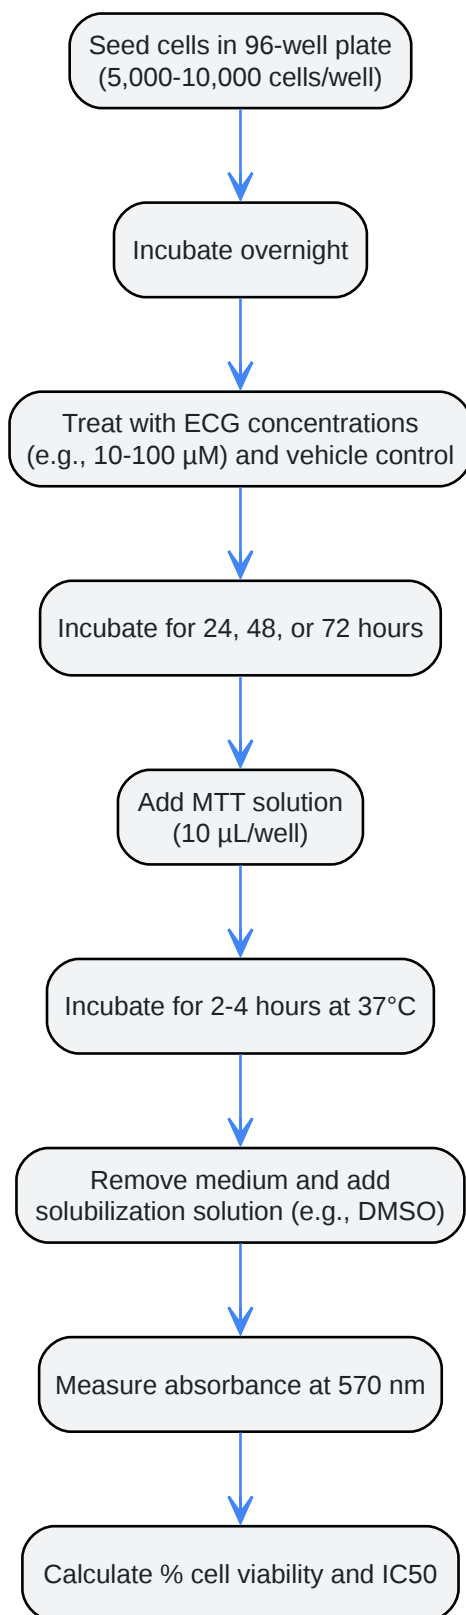 Seed cells in 96-well plate
(5,000-10,000 cells/well)
Incubate overnight
Treat with ECG concentrations
(e.g., 10-100 µM) and vehicle control
Incubate for 24, 48, or 72 hours
Add MTT solution
(10 µL/well)
Incubate for 2-4 hours at 37°C
Remove medium and add
solubilization solution (e.g., DMSO)
Measure absorbance at 570 nm
Calculate % cell viability and IC50